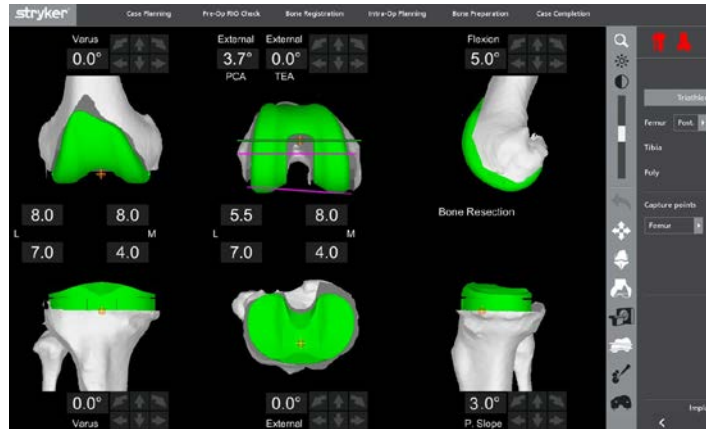 stryker Case Planning Pre-Op RIO Check Bone Registration Intra-Op Planning Bone Preparation Case Completion
Varus External External Flexion
0.0° 3.7° 0.0° 5.0°
PCA TEA
Femur Post.
Tibia
Poly
8.0 8.0 5.5 8.0 Bone Resection
L M L M
7.0 4.0 7.0 4.0
Capture points
Femur
0.0° 0.0° 3.0°
Varus External P. Slope